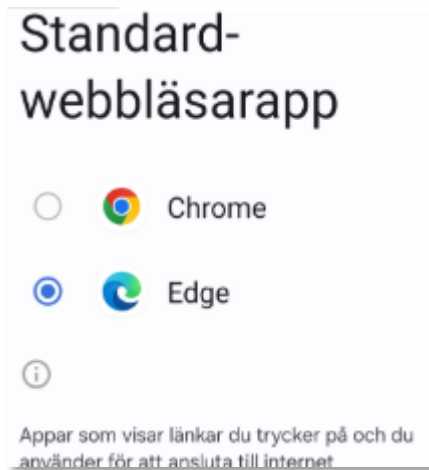 Standard-
webbläsarapp
Chrome
Edge
Appar som visar länkar du trycker på och du
använder för att ansluta till internet